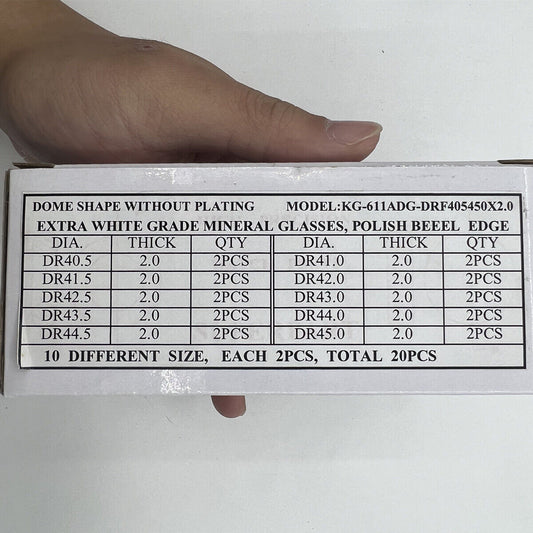 DOME SHAPE WITHOUT PLATING MODEL:KG-611ADG-DRF405450X2.0
EXTRA WHITE GRADE MINERAL GLASSES, POLISH BEEEL EDGE
DIA. THICK QTY DIA. THICK QTY
DR40.5 2.0 2PCS DR41.0 2.0 2PCS
DR41.5 2.0 2PCS DR42.0 2.0 2PCS
DR42.5 2.0 2PCS DR43.0 2.0 2PCS
DR43.5 2.0 2PCS DR44.0 2.0 2PCS
DR44.5 2.0 2PCS DR45.0 2.0 2PCS
10 DIFFERENT SIZE, EACH 2PCS, TOTAL 20PCS